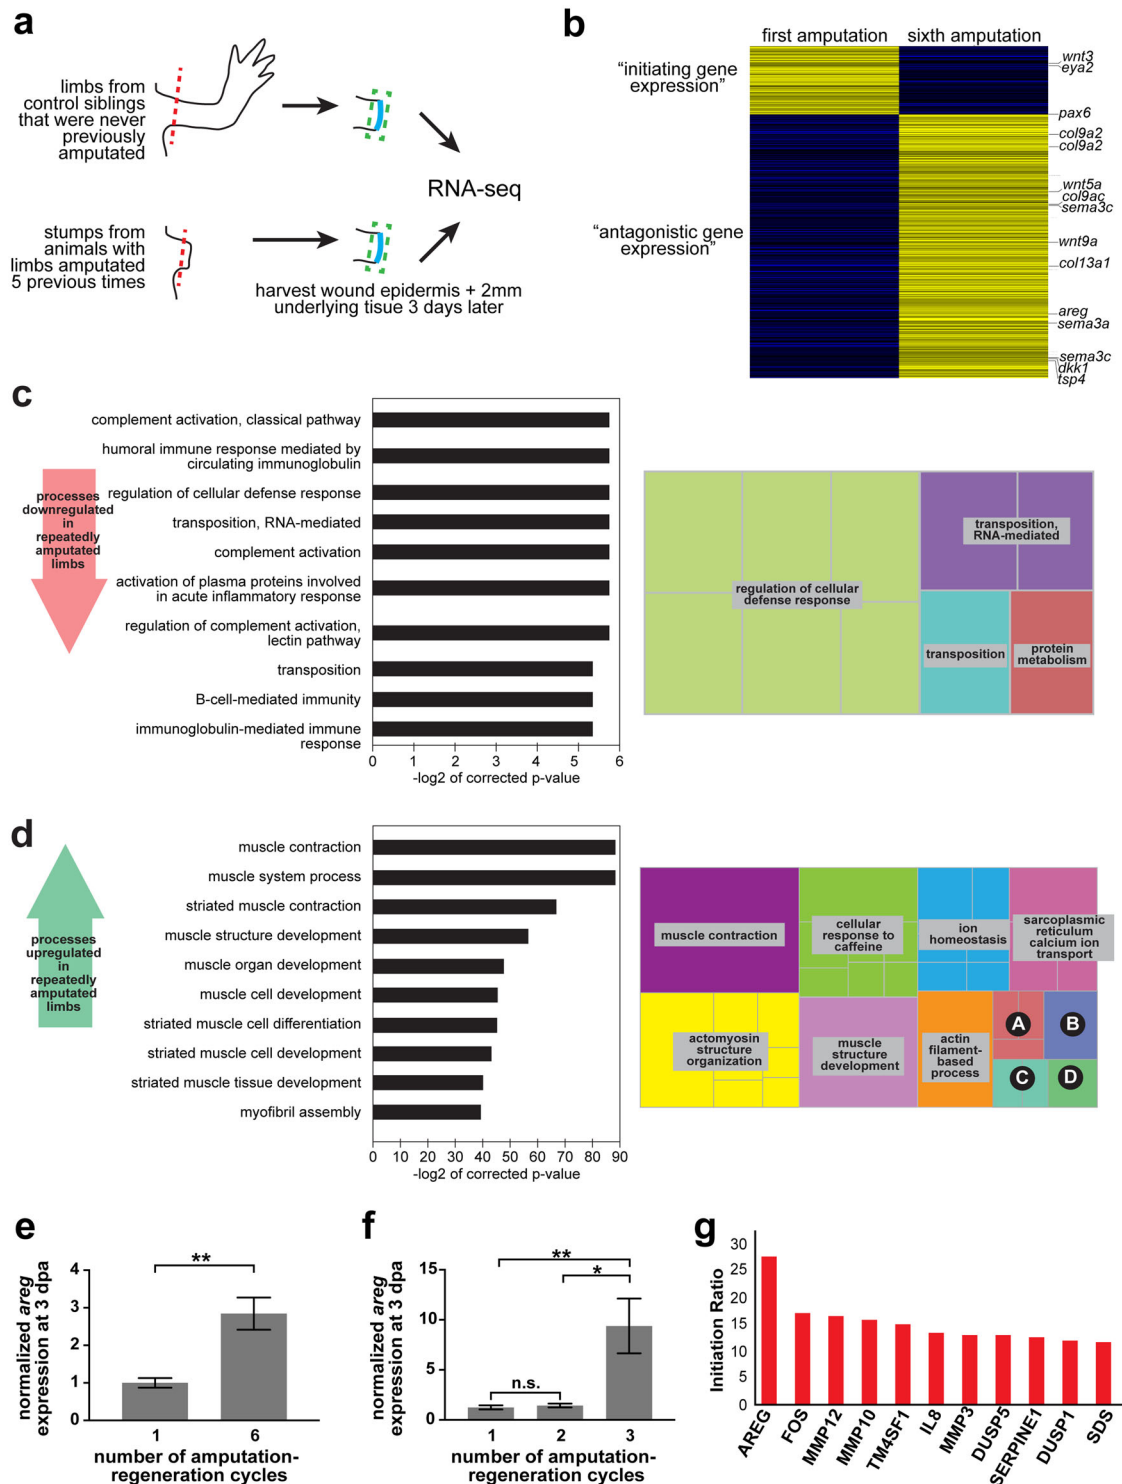 a
limbs from
control siblings
that were never
previously
amputated
RNA-seq
stumps from
animals with
limbs amputated
5 previous times
harvest wound epidermis + 2mm
underlying tisue 3 days later
b
first amputation
sixth amputation
"initiating gene
expression"
"antagonistic gene
expression"
wnt3
eya2
pax6
col9a2
col9a2
wnt5a
col9ac
sema3c
wnt9a
col13a1
areg
sema3a
sema3c
dkk1
tsp4
c
processes
downregulated
in
repeatedly
amputated
limbs
complement activation, classical pathway
humoral immune response mediated by
circulating immunoglobulin
regulation of cellular defense response
transposition, RNA-mediated
complement activation
activation of plasma proteins involved
in acute inflammatory response
regulation of complement activation,
lectin pathway
transposition
B-cell-mediated immunity
immunoglobulin-mediated immune
response
0 1 2 3 4 5 6
-log2 of corrected p-value
regulation of cellular
defense response
transposition,
RNA-mediated
transposition
protein
metabolism
d
processes
upregulated
in
repeatedly
amputated
limbs
muscle contraction
muscle system process
striated muscle contraction
muscle structure development
muscle organ development
muscle cell development
striated muscle cell differentiation
striated muscle cell development
striated muscle tissue development
myofibril assembly
0 10 20 30 40 50 60 70 80 90
-log2 of corrected p-value
muscle contraction
cellular
response to
caffeine
ion
homeostasis
sarcoplasmic
reticulum
calcium ion
transport
actomyosin
structure
organization
muscle
structure
development
actin
filament-
based
process
A
B
C
D
e
normalized areg
expression at 3 dpa
4
3
2
1
0
**
1 6
number of amputation-
regeneration cycles
f
normalized areg
expression at 3 dpa
15
10
5
0
**
*
n.s.
1 2 3
number of amputation-
regeneration cycles
g
Initiation Ratio
30
25
20
15
10
5
0
AREG
FOS
MMP12
MMP10
TM4SF1
IL8
MMP3
DUSP5
SERPINE1
DUSP1
SDS